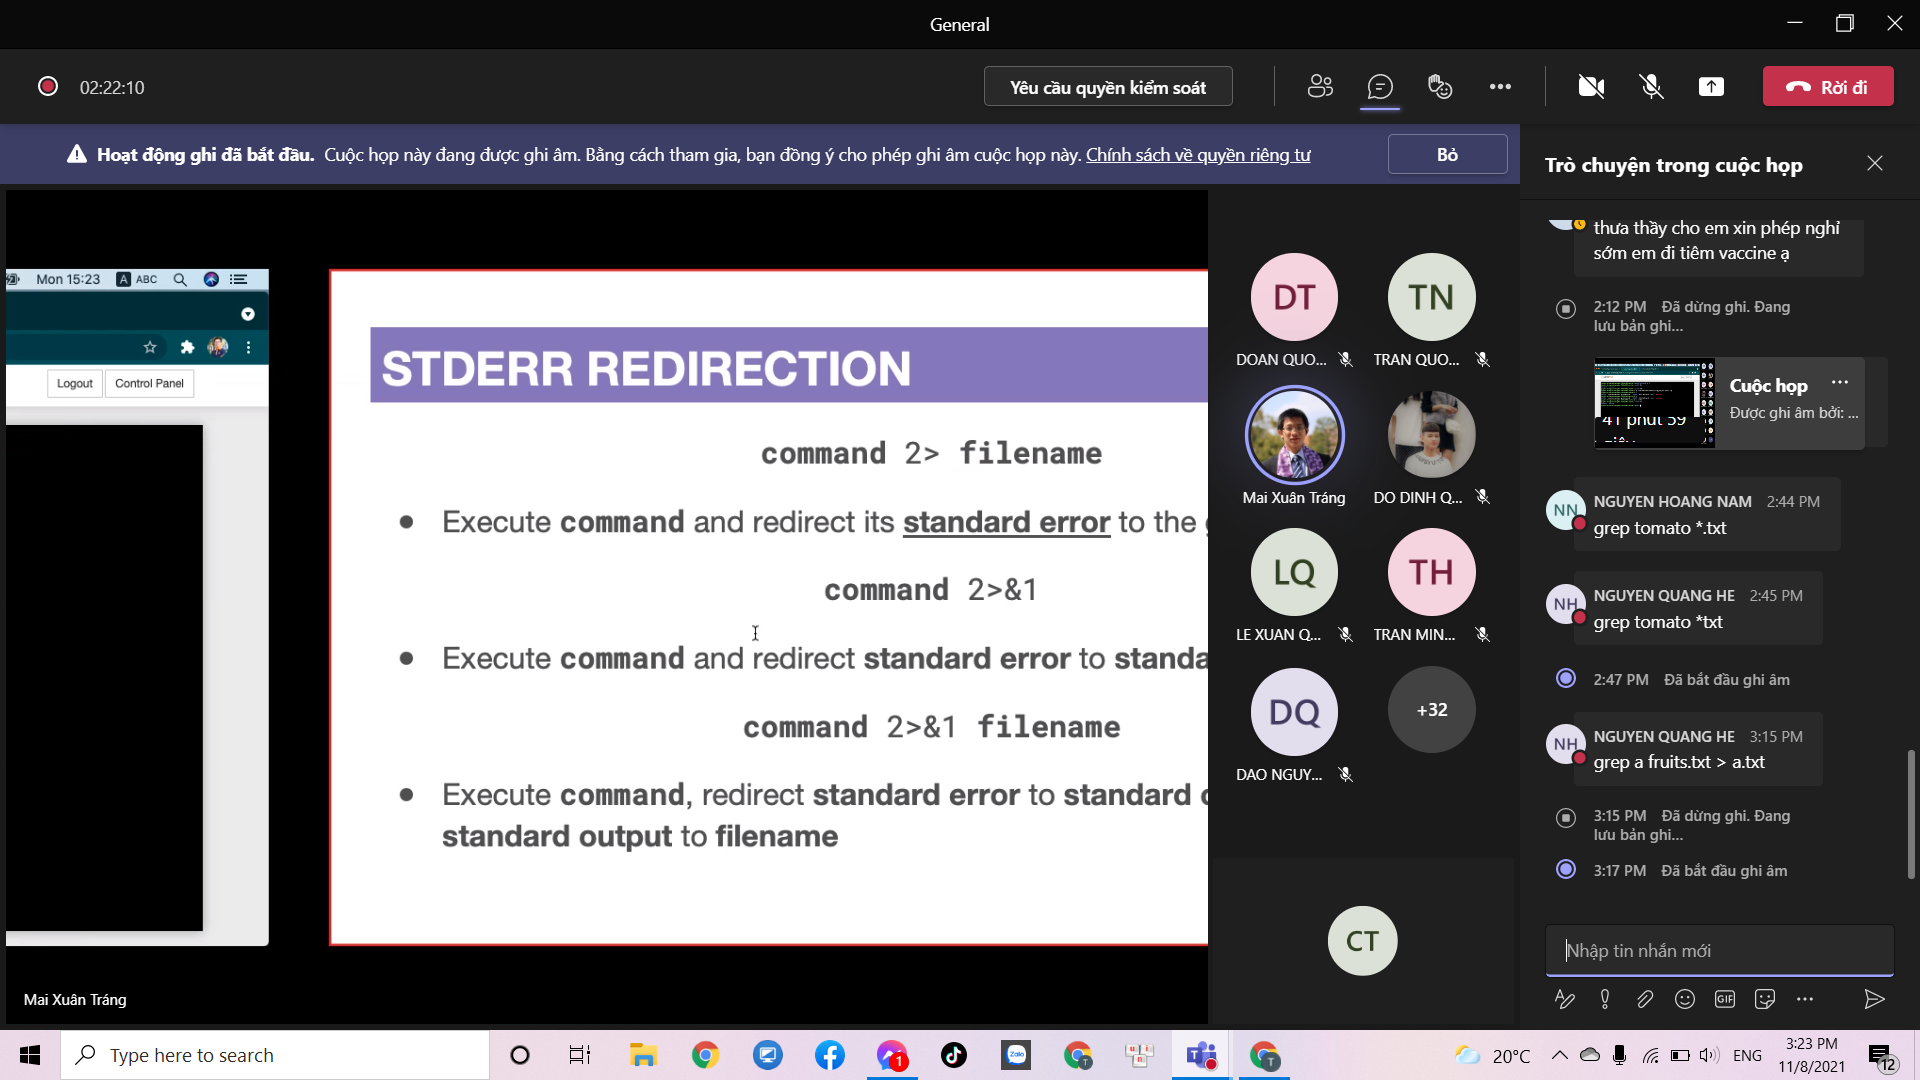 General
02:22:10
Yêu cầu quyền kiểm soát
Rời đi
Hoạt động ghi đã bắt đầu. Cuộc họp này đang được ghi âm. Bằng cách tham gia, bạn đồng ý cho phép ghi âm cuộc họp này. Chính sách về quyền riêng tư
Bỏ
Mon 15:23 A ABC
Logout Control Panel
STDERR REDIRECTION
command 2> filename
Execute command and redirect its standard error to the
command 2>&1
Execute command and redirect standard error to
command 2>&1 filename
Execute command, redirect standard error to standard
standard output to filename
Mai Xuân Tráng
DT
DOAN QUO...
TN
TRAN QUO...
Mai Xuân Tráng
DO DINH Q...
LQ
LE XUAN Q...
TH
TRAN MIN...
DQ
DAO NGUY...
+32
CT
Trò chuyện trong cuộc họp
thưa thầy cho em xin phép nghỉ
sớm em đi tiêm vaccine ạ
2:12 PM Đã dừng ghi. Đang
lưu bản ghi...
Cuộc họp
Được ghi âm bởi: ...
41 phút 59
giây
NN
NGUYEN HOANG NAM 2:44 PM
grep tomato *.txt
NH
NGUYEN QUANG HE 2:45 PM
grep tomato *txt
2:47 PM Đã bắt đầu ghi âm
NH
NGUYEN QUANG HE 3:15 PM
grep a fruits.txt > a.txt
3:15 PM Đã dừng ghi. Đang
lưu bản ghi...
3:17 PM Đã bắt đầu ghi âm
Nhập tin nhắn mới
GIF
Type here to search
1
Zalo
T
T
20°C
ENG
3:23 PM
11/8/2021
12